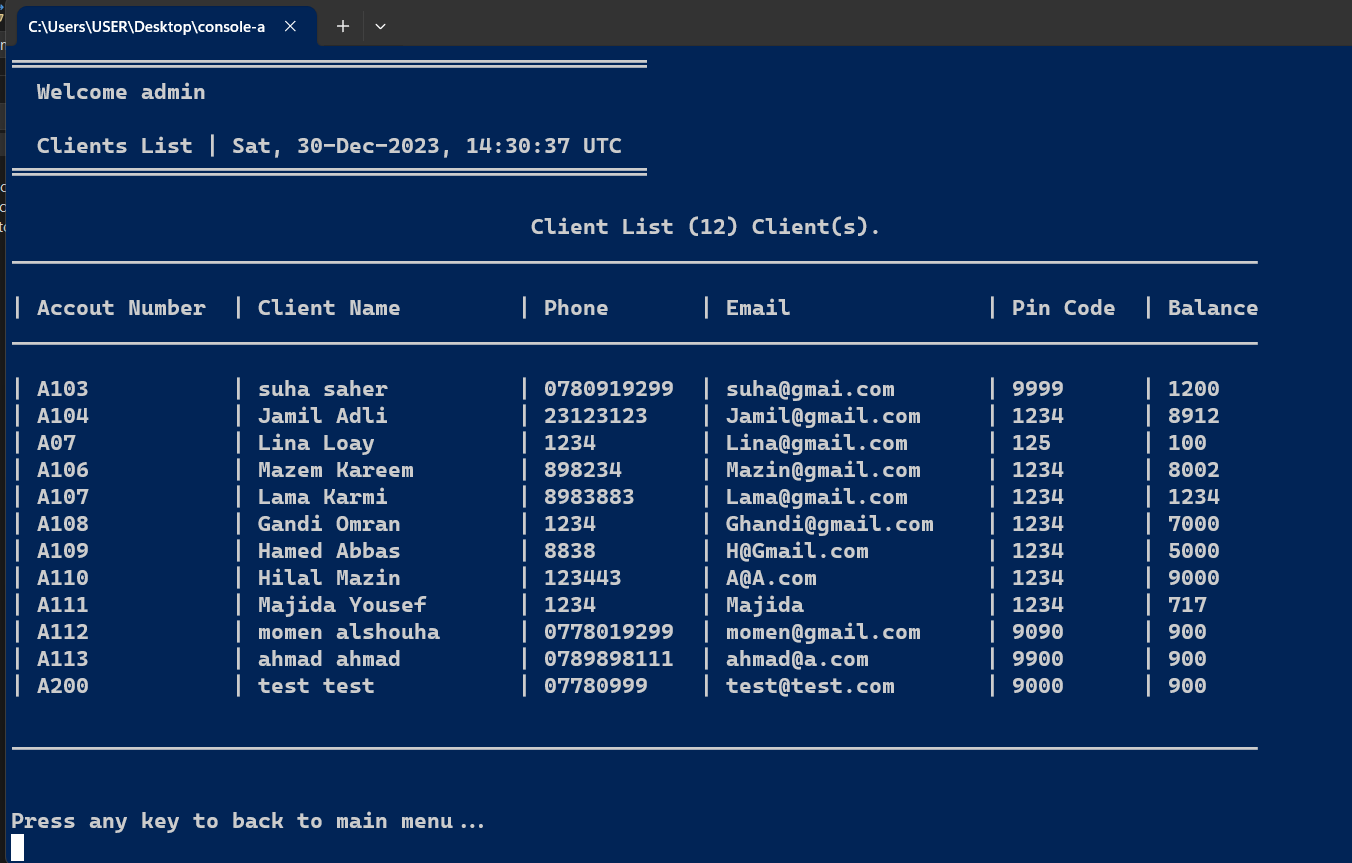 C:\Users\USER\Desktop\console-a
Welcome admin
Clients List | Sat, 30-Dec-2023, 14:30:37 UTC
Client List (12) Client(s).
| Accout Number | Client Name | Phone | Email | Pin Code | Balance
| A103 | suha saher | 0780919299 | suha@gmai.com | 9999 | 1200
| A104 | Jamil Adli | 23123123 | Jamil@gmail.com | 1234 | 8912
| A07 | Lina Loay | 1234 | Lina@gmail.com | 125 | 100
| A106 | Mazem Kareem | 898234 | Mazin@gmail.com | 1234 | 8002
| A107 | Lama Karmi | 8983883 | Lama@gmail.com | 1234 | 1234
| A108 | Gandi Omran | 1234 | Ghandi@gmail.com | 1234 | 7000
| A109 | Hamed Abbas | 8838 | H@Gmail.com | 1234 | 5000
| A110 | Hilal Mazin | 123443 | A@A.com | 1234 | 9000
| A111 | Majida Yousef | 1234 | Majida | 1234 | 717
| A112 | momen alshouha | 0778019299 | momen@gmail.com | 9090 | 900
| A113 | ahmad ahmad | 0789898111 | ahmad@a.com | 9900 | 900
| A200 | test test | 07780999 | test@test.com | 9000 | 900
Press any key to back to main menu...